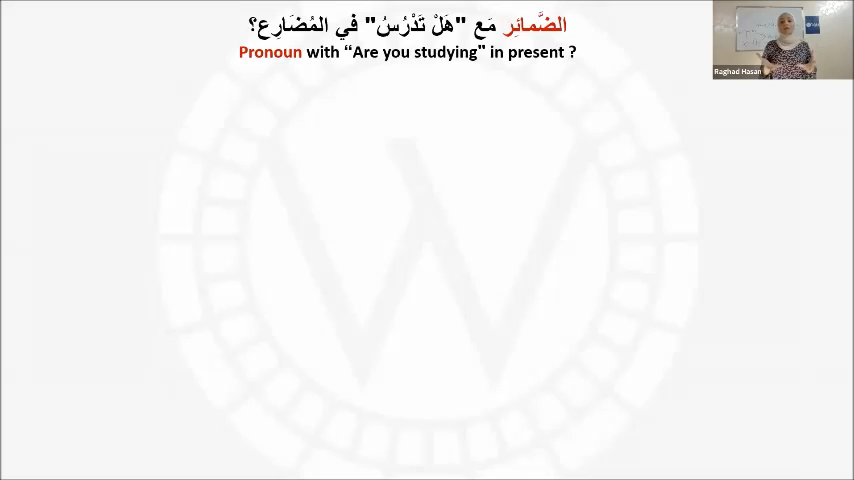 الضَّمائِر مَع "هَلْ تَدْرُسُ" في المُضَارِع؟
Pronoun with “Are you studying" in present ?
Raghad Hasan
W